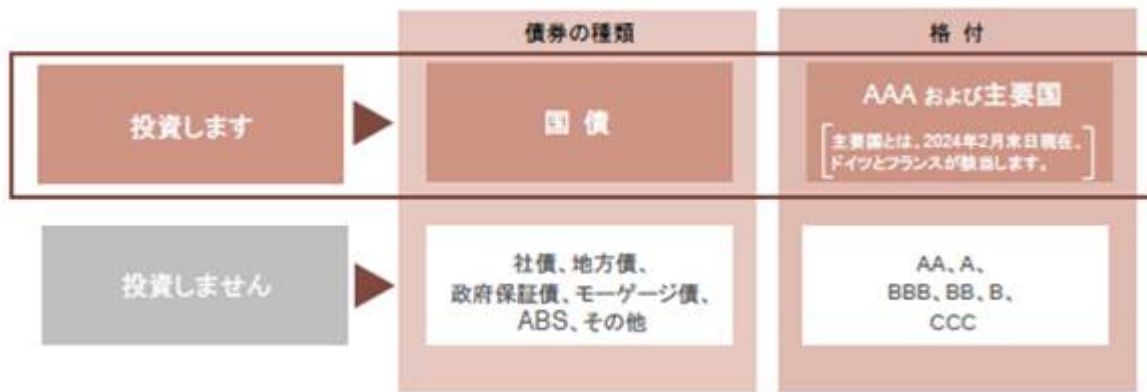 債券の種類
格 付
投資します
国 債
AAA および主要国
主要国とは、2024年2月末日現在、
ドイツとフランスが該当します。
投資しません
社債、地方債、
政府保証債、モーゲージ債、
ABS、その他
AA、A、
BBB、BB、B、
CCC